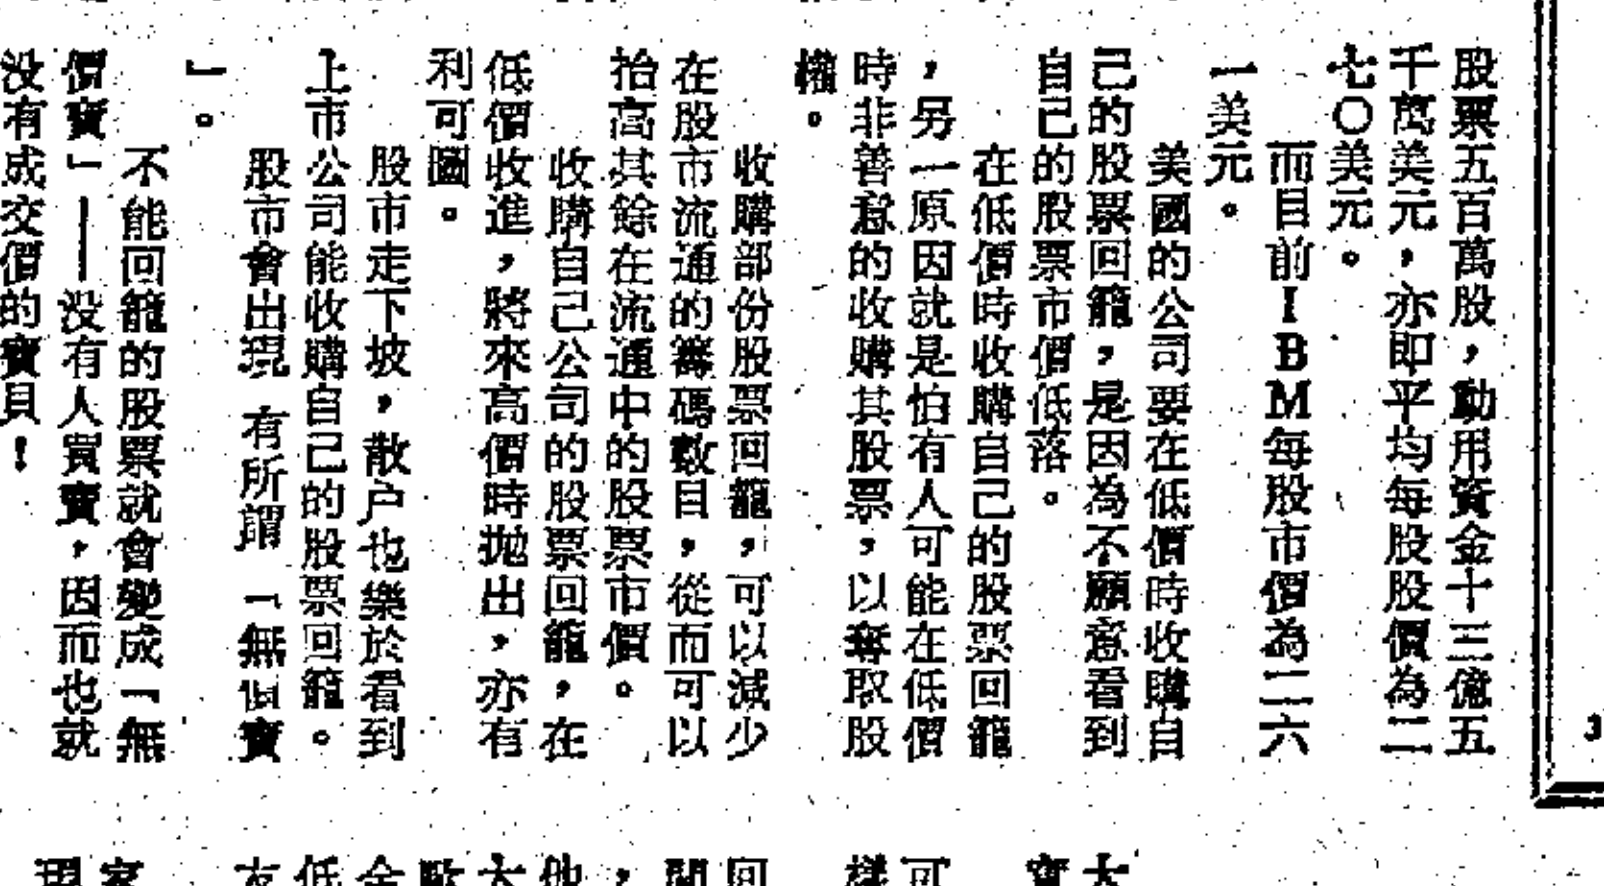 股票五百萬股，動用資金十三億五
千萬美元，亦即平均每股股價為二
七〇美元。
而目前IBM每股市價為二六
一美元。
美國的公司要在低價時收購自
己的股票回籠，是因為不願意看到
自己的股票市價低落。
在低價時收購自己的股票回籠
，另一原因就是怕有人可能在低價
時非善意的收購其股票，以奪取股
權。
收購部份股票回籠，可以減少
在股市流通的籌碼數目，從而可以
抬高其餘在流通中的股票市價。
收購自己公司的股票回籠，在
低價收進，將來高價時拋出，亦有
利可圖。
股市走下坡，散户也樂於看到
上市公司能收購自己的股票回籠。
股市會出現有所謂「無價寶
」。
不能回籠的股票就會變成「無
價寶」——没有人買賣，因而也就
没有成交價的寶貝！